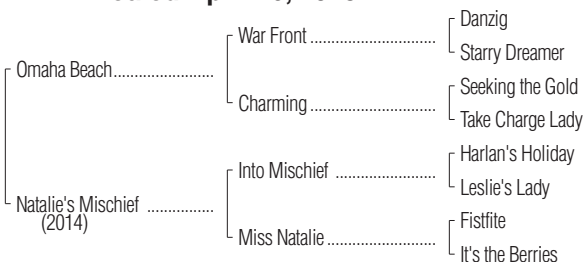 Danzig
War Front
Starry Dreamer
Omaha Beach
Seeking the Gold
Charming
Take Charge Lady
Harlan's Holiday
Into Mischief
Leslie's Lady
Natalie's Mischief
(2014)
Fistfite
Miss Natalie
It's the Berries